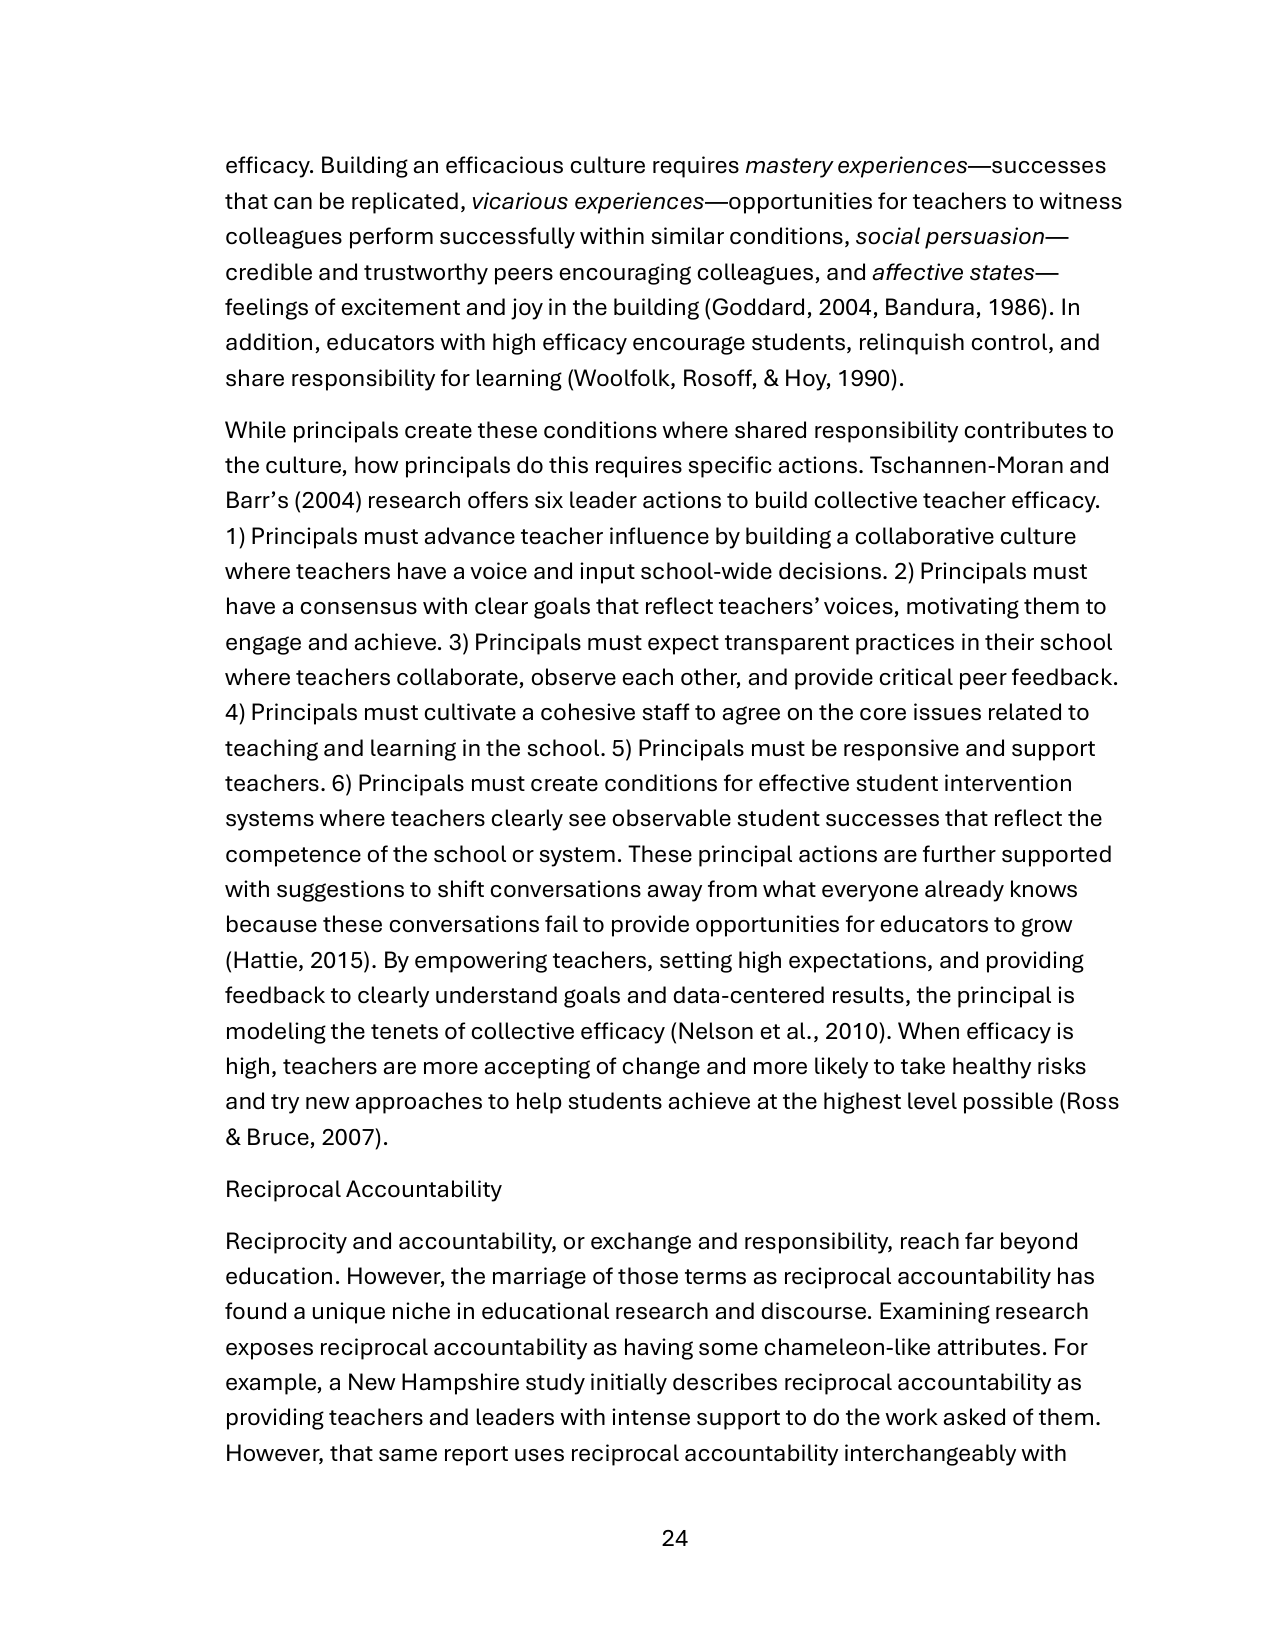 efficacy. Building an efficacious culture requires mastery experiences—successes
that can be replicated, vicarious experiences—opportunities for teachers to witness
colleagues perform successfully within similar conditions, social persuasion—
credible and trustworthy peers encouraging colleagues, and affective states—
feelings of excitement and joy in the building (Goddard, 2004, Bandura, 1986). In
addition, educators with high efficacy encourage students, relinquish control, and
share responsibility for learning (Woolfolk, Rosoff, & Hoy, 1990).
While principals create these conditions where shared responsibility contributes to
the culture, how principals do this requires specific actions. Tschannen-Moran and
Barr’s (2004) research offers six leader actions to build collective teacher efficacy.
1) Principals must advance teacher influence by building a collaborative culture
where teachers have a voice and input school-wide decisions. 2) Principals must
have a consensus with clear goals that reflect teachers’ voices, motivating them to
engage and achieve. 3) Principals must expect transparent practices in their school
where teachers collaborate, observe each other, and provide critical peer feedback.
4) Principals must cultivate a cohesive staff to agree on the core issues related to
teaching and learning in the school. 5) Principals must be responsive and support
teachers. 6) Principals must create conditions for effective student intervention
systems where teachers clearly see observable student successes that reflect the
competence of the school or system. These principal actions are further supported
with suggestions to shift conversations away from what everyone already knows
because these conversations fail to provide opportunities for educators to grow
(Hattie, 2015). By empowering teachers, setting high expectations, and providing
feedback to clearly understand goals and data-centered results, the principal is
modeling the tenets of collective efficacy (Nelson et al., 2010). When efficacy is
high, teachers are more accepting of change and more likely to take healthy risks
and try new approaches to help students achieve at the highest level possible (Ross
& Bruce, 2007).
Reciprocal Accountability
Reciprocity and accountability, or exchange and responsibility, reach far beyond
education. However, the marriage of those terms as reciprocal accountability has
found a unique niche in educational research and discourse. Examining research
exposes reciprocal accountability as having some chameleon-like attributes. For
example, a New Hampshire study initially describes reciprocal accountability as
providing teachers and leaders with intense support to do the work asked of them.
However, that same report uses reciprocal accountability interchangeably with
24